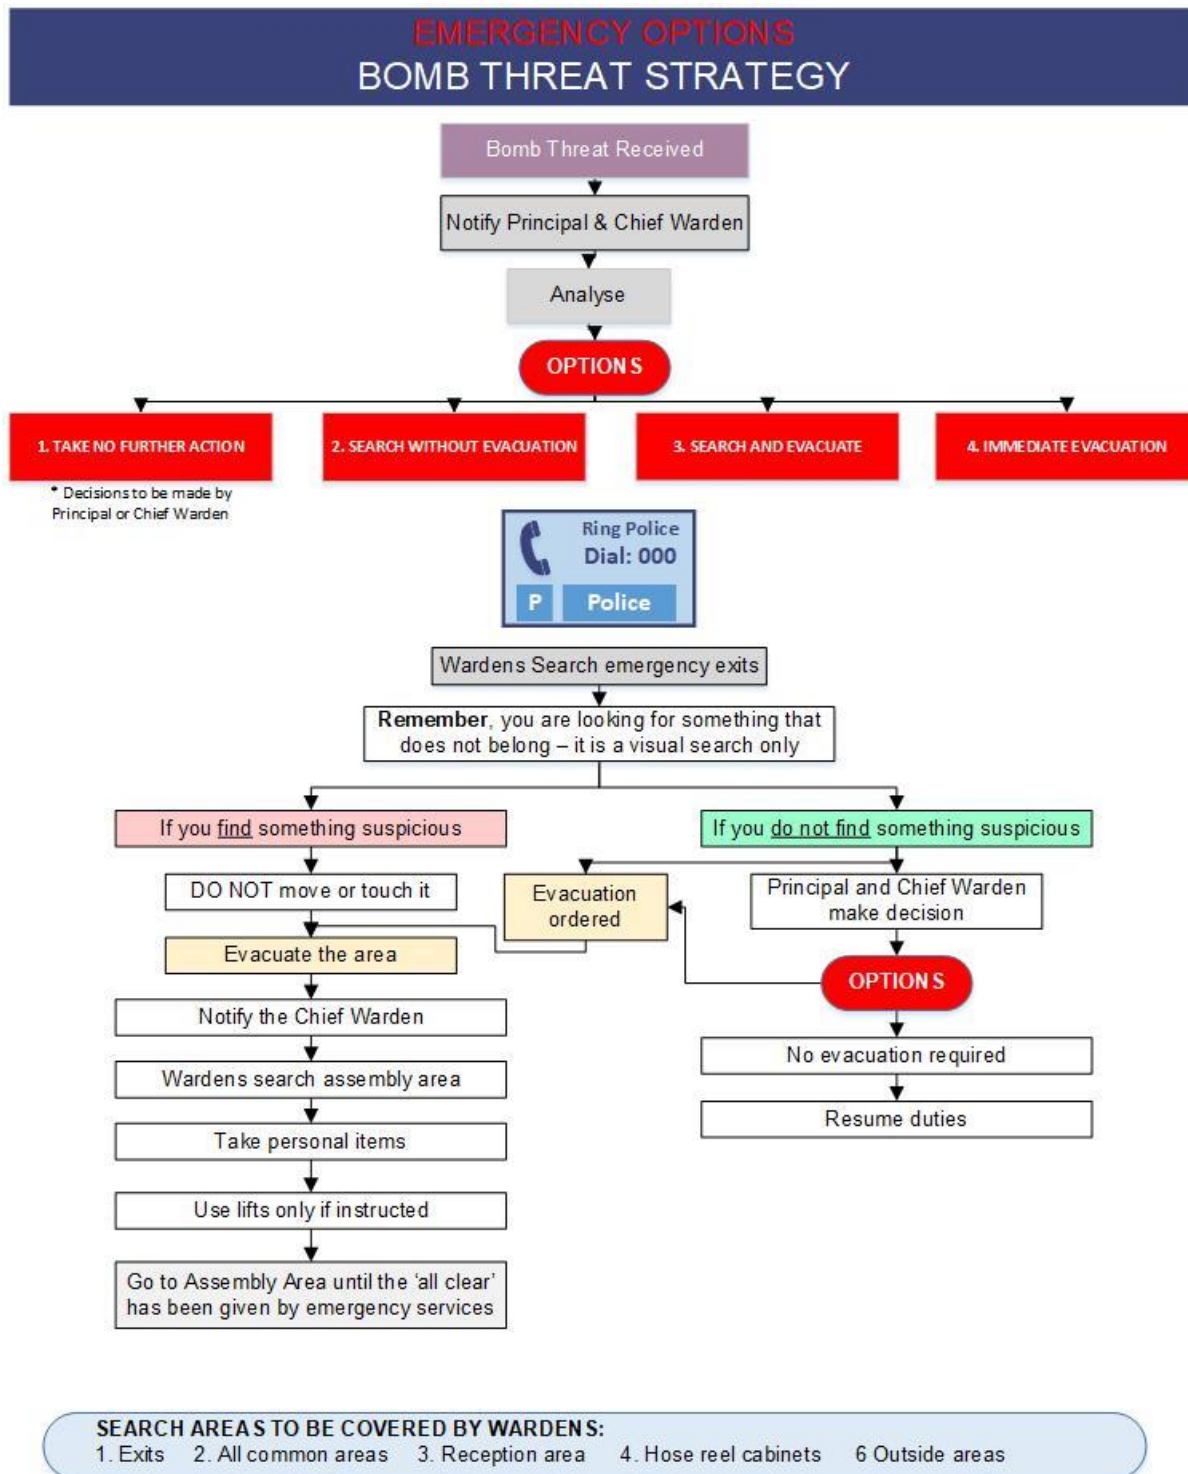 EMERGENCY OPTIONS
BOMB THREAT STRATEGY
Bomb Threat Received
Notify Principal & Chief Warden
Analyse
OPTIONS
1. TAKE NO FURTHER ACTION
2. SEARCH WITHOUT EVACUATION
3. SEARCH AND EVACUATE
4. IMMEDIATE EVACUATION
* Decisions to be made by
Principal or Chief Warden
Ring Police
Dial: 000
P
Police
Wardens Search emergency exits
Remember, you are looking for something that
does not belong – it is a visual search only
If you find something suspicious
If you do not find something suspicious
DO NOT move or touch it
Evacuation
ordered
Principal and Chief Warden
make decision
Evacuate the area
OPTIONS
Notify the Chief Warden
No evacuation required
Wardens search assembly area
Resume duties
Take personal items
Use lifts only if instructed
Go to Assembly Area until the ‘all clear’
has been given by emergency services
SEARCH AREAS TO BE COVERED BY WARDENS:
1. Exits 2. All common areas 3. Reception area 4. Hose reel cabinets 6 Outside areas